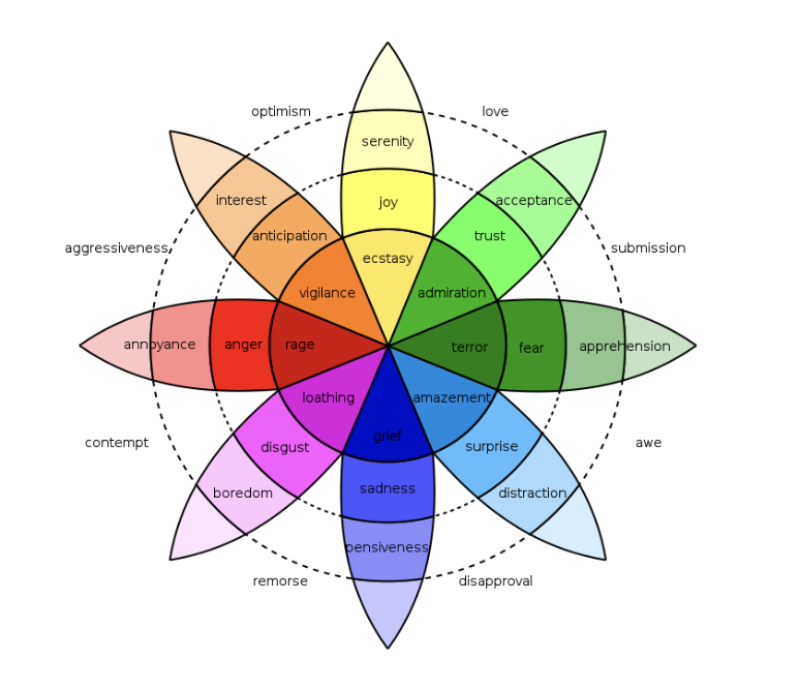 optimism
love
serenity
interest
joy
acceptance
anticipation
trust
aggressiveness
submission
ecstasy
vigilance
admiration
annoyance
anger
rage
terror
fear
apprehension
loathing
amazement
grief
contempt
awe
disgust
surprise
sadness
boredom
distraction
pensiveness
remorse
disapproval